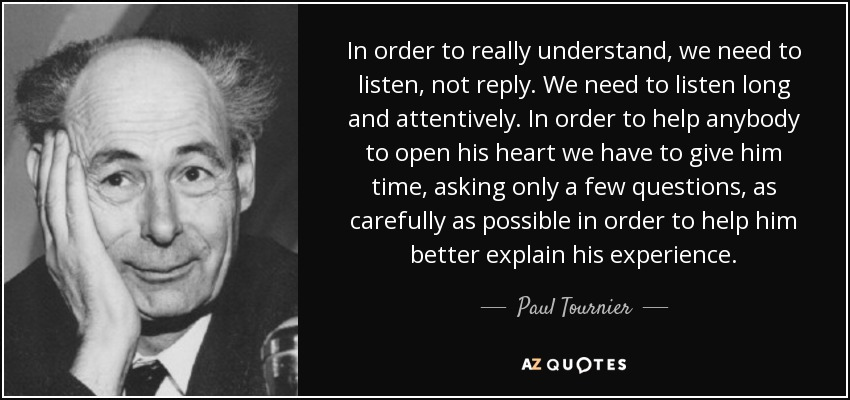 In order to really understand, we need to
listen, not reply. We need to listen long
and attentively. In order to help anybody
to open his heart we have to give him
time, asking only a few questions, as
carefully as possible in order to help him
better explain his experience.
Paul Tournier
AZ QUOTES